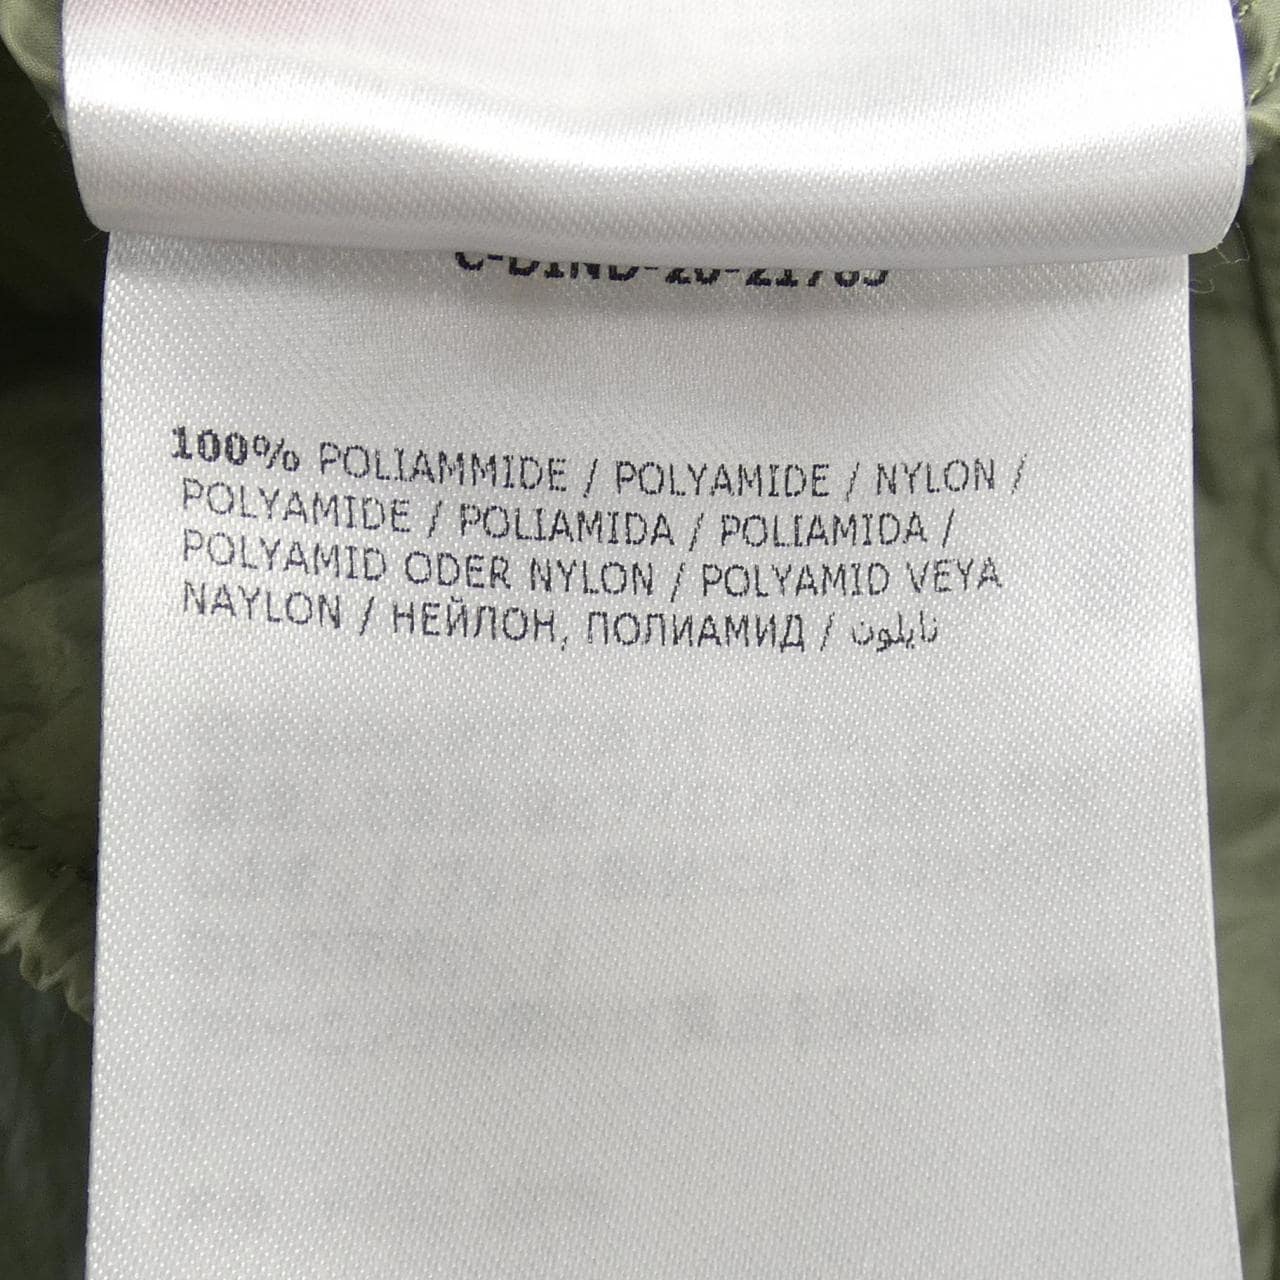 100% POLIAMMIDE / POLYAMIDE / NYLON /
POLYAMIDE / POLIAMIDA / POLIAMIDA /
POLYAMID ODER NYLON / POLYAMID VEYA
NAYLON / НЕЙЛОН, ПОЛИАМИД / نايلون